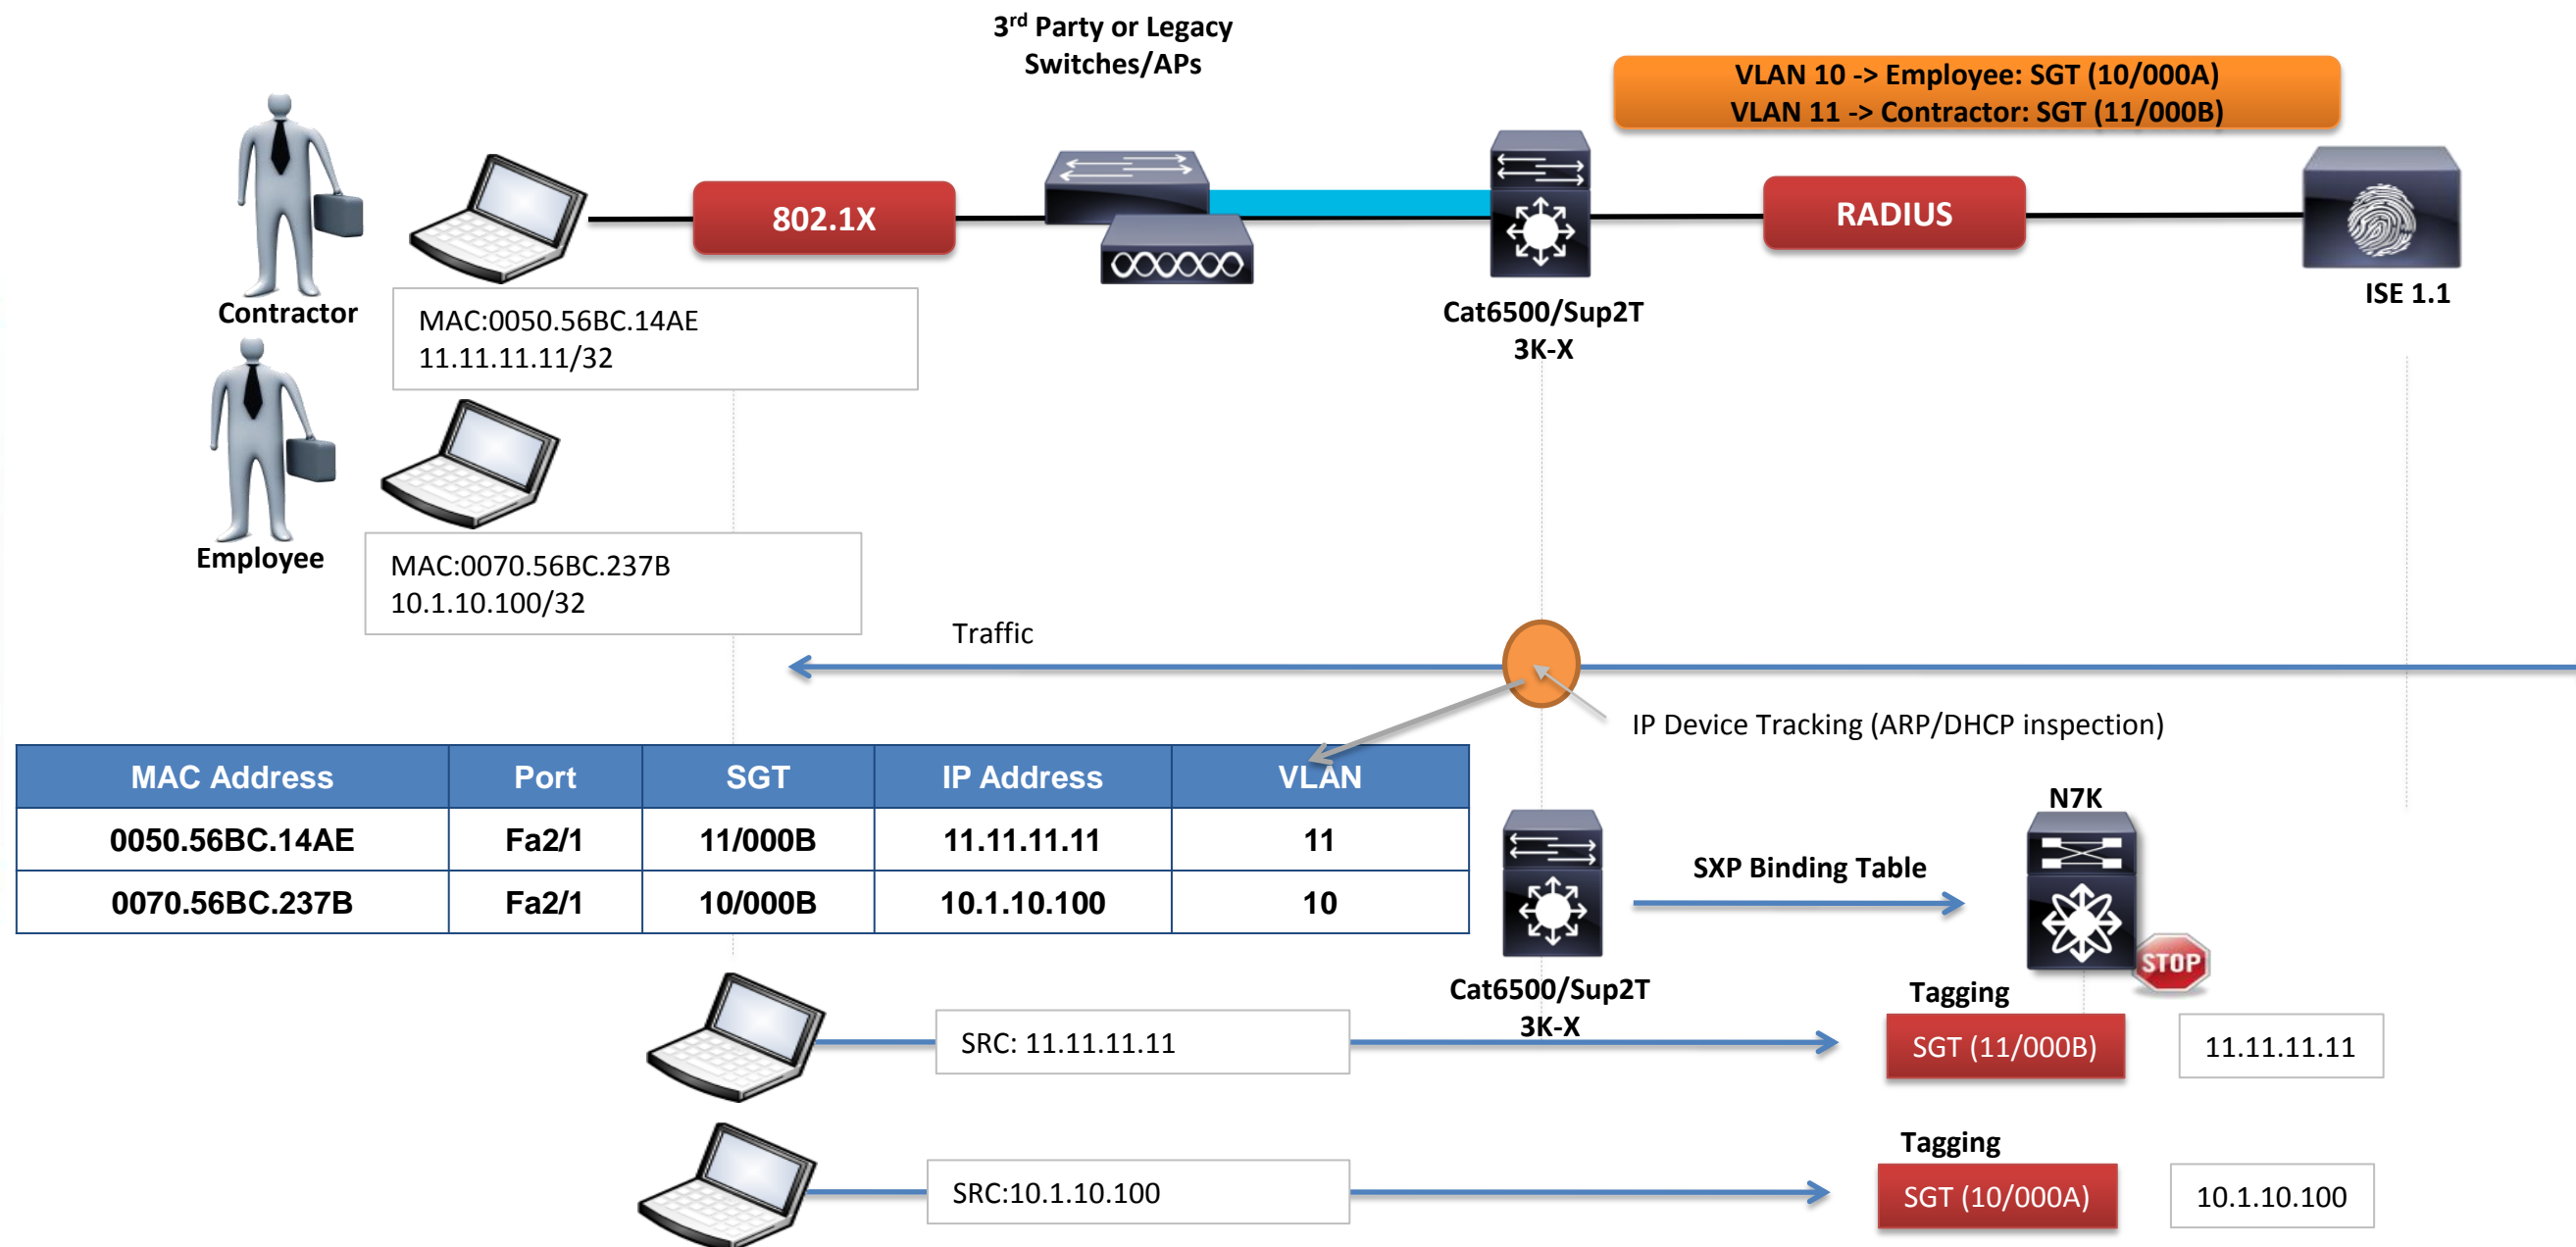 3rd Party or Legacy
Switches/APs
VLAN 10 -> Employee: SGT (10/000A)
VLAN 11 -> Contractor: SGT (11/000B)
802.1X
RADIUS
Contractor
MAC:0050.56BC.14AE
11.11.11.11/32
Cat6500/Sup2T
3K-X
ISE 1.1
Employee
MAC:0070.56BC.237B
10.1.10.100/32
Traffic
IP Device Tracking (ARP/DHCP inspection)
MAC Address Port SGT IP Address VLAN
0050.56BC.14AE Fa2/1 11/000B 11.11.11.11 11
0070.56BC.237B Fa2/1 10/000B 10.1.10.100 10
N7K
SXP Binding Table
STOP
Cat6500/Sup2T
3K-X
Tagging
SRC: 11.11.11.11
SGT (11/000B)
11.11.11.11
Tagging
SRC:10.1.10.100
SGT (10/000A)
10.1.10.100